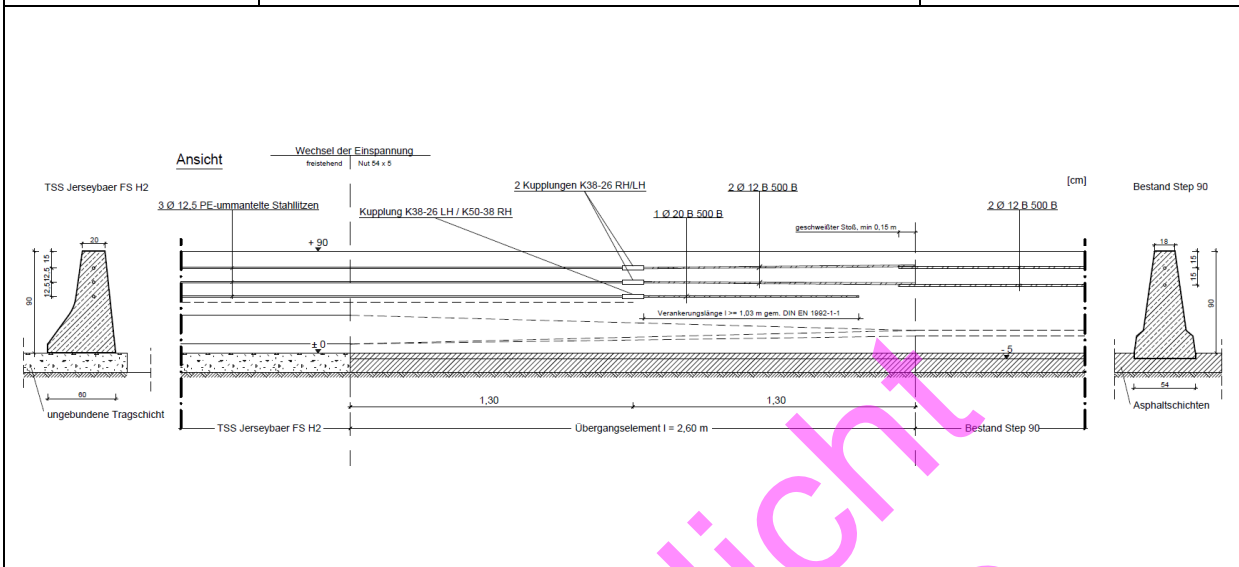 Ansicht
Wechsel der Einspannung
freistehend
Nut 54 x 5
TSS Jerseybaer FS H2
3 Ø 12,5 PE-ummantelte Stahllitzen
2 Kupplungen K38-26 RH/LH
Kupplung K38-26 LH / K50-38 RH
2 Ø 12 B 500 B
1 Ø 20 B 500 B
[cm]
Bestand Step 90
2 Ø 12 B 500 B
geschweißter Stoß, min 0,15 m
+ 90
20
15
12,5
12,5
90
18
15
15
90
Verankerungslänge l >= 1,03 m gem. DIN EN 1992-1-1
± 0
- 5
60
54
ungebundene Tragschicht
Asphaltschichten
1,30
1,30
TSS Jerseybaer FS H2
Übergangselement l = 2,60 m
Bestand Step 90
licht